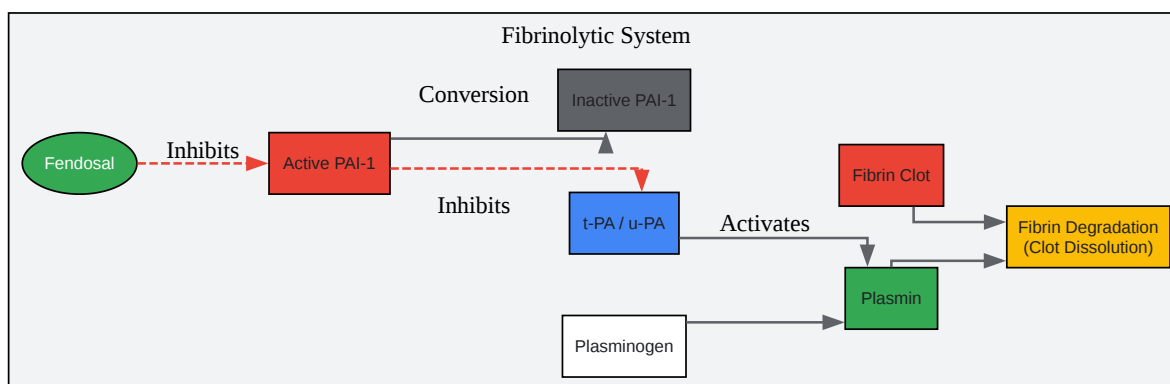 Fibrinolytic System
Conversion
Inactive PAI-1
Fendosal
Inhibits
Active PAI-1
Inhibits
t-PA / u-PA
Activates
Fibrin Clot
Fibrin Degradation
(Clot Dissolution)
Plasmin
Plasminogen